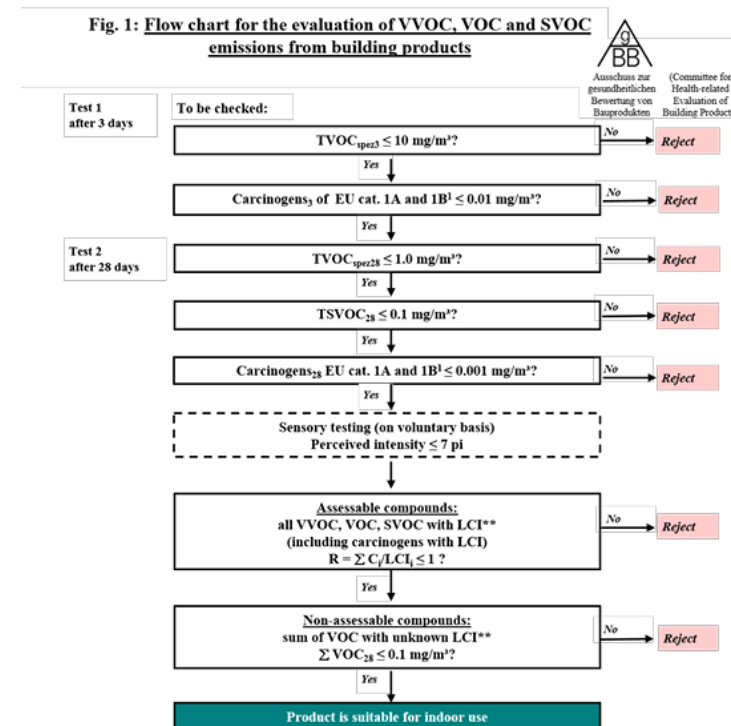 Fig. 1: Flow chart for the evaluation of VVOC, VOC and SVOC
emissions from building products
g
BB
Ausschuss zur
gesundheitlichen
Bewertung von
Bauprodukten
(Committee for
Health-related
Evaluation of
Building Product
Test 1
after 3 days
To be checked:
TVOCspez3 ≤ 10 mg/m³?
No
Reject
Yes
Carcinogens₃ of EU cat. 1A and 1B¹ ≤ 0.01 mg/m³?
No
Reject
Yes
Test 2
after 28 days
TVOCspez28 ≤ 1.0 mg/m³?
No
Reject
Yes
TSVOC₂₈ ≤ 0.1 mg/m³?
No
Reject
Yes
Carcinogens₂₈ EU cat. 1A and 1B¹ ≤ 0.001 mg/m³?
No
Reject
Yes
Sensory testing (on voluntary basis)
Perceived intensity ≤ 7 pi
Assessable compounds:
all VVOC, VOC, SVOC with LCI**
(including carcinogens with LCI)
R = Σ Cᵢ/LCIᵢ ≤ 1 ?
No
Reject
Yes
Non-assessable compounds:
sum of VOC with unknown LCI**
Σ VOC₂₈ ≤ 0.1 mg/m³?
No
Reject
Yes
Product is suitable for indoor use